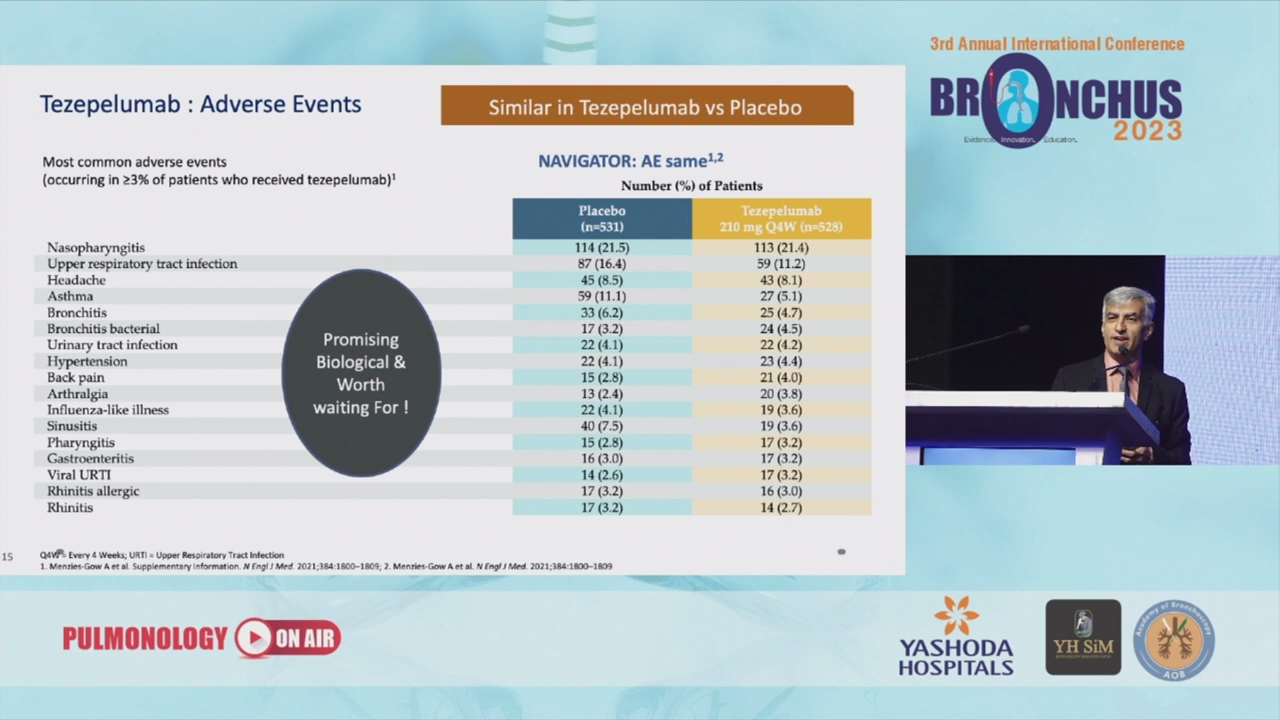 3rd Annual International Conference
BRONCHUS
2023
Evidence. Innovation. Education.
Tezepelumab : Adverse Events
Similar in Tezepelumab vs Placebo
Most common adverse events
(occurring in ≥3% of patients who received tezepelumab)1
NAVIGATOR: AE same1,2
Number (%) of Patients
Placebo (n=531) Tezepelumab 210 mg Q4W (n=528)
Nasopharyngitis 114 (21.5) 113 (21.4)
Upper respiratory tract infection 87 (16.4) 59 (11.2)
Headache 45 (8.5) 43 (8.1)
Asthma 59 (11.1) 27 (5.1)
Bronchitis 33 (6.2) 25 (4.7)
Bronchitis bacterial 17 (3.2) 24 (4.5)
Urinary tract infection 22 (4.1) 22 (4.2)
Hypertension 22 (4.1) 23 (4.4)
Back pain 15 (2.8) 21 (4.0)
Arthralgia 13 (2.4) 20 (3.8)
Influenza-like illness 22 (4.1) 19 (3.6)
Sinusitis 40 (7.5) 19 (3.6)
Pharyngitis 15 (2.8) 17 (3.2)
Gastroenteritis 16 (3.0) 17 (3.2)
Viral URTI 14 (2.6) 17 (3.2)
Rhinitis allergic 17 (3.2) 16 (3.0)
Rhinitis 17 (3.2) 14 (2.7)
Promising
Biological &
Worth
waiting For !
15
Q4W = Every 4 Weeks; URTI = Upper Respiratory Tract Infection
1. Menzies-Gow A et al. Supplementary Information. N Engl J Med. 2021;384:1800–1809; 2. Menzies-Gow A et al. N Engl J Med. 2021;384:1800–1809
PULMONOLOGY ON AIR
YASHODA
HOSPITALS
YH SiM
Academy of Bronchoscopy
AOB